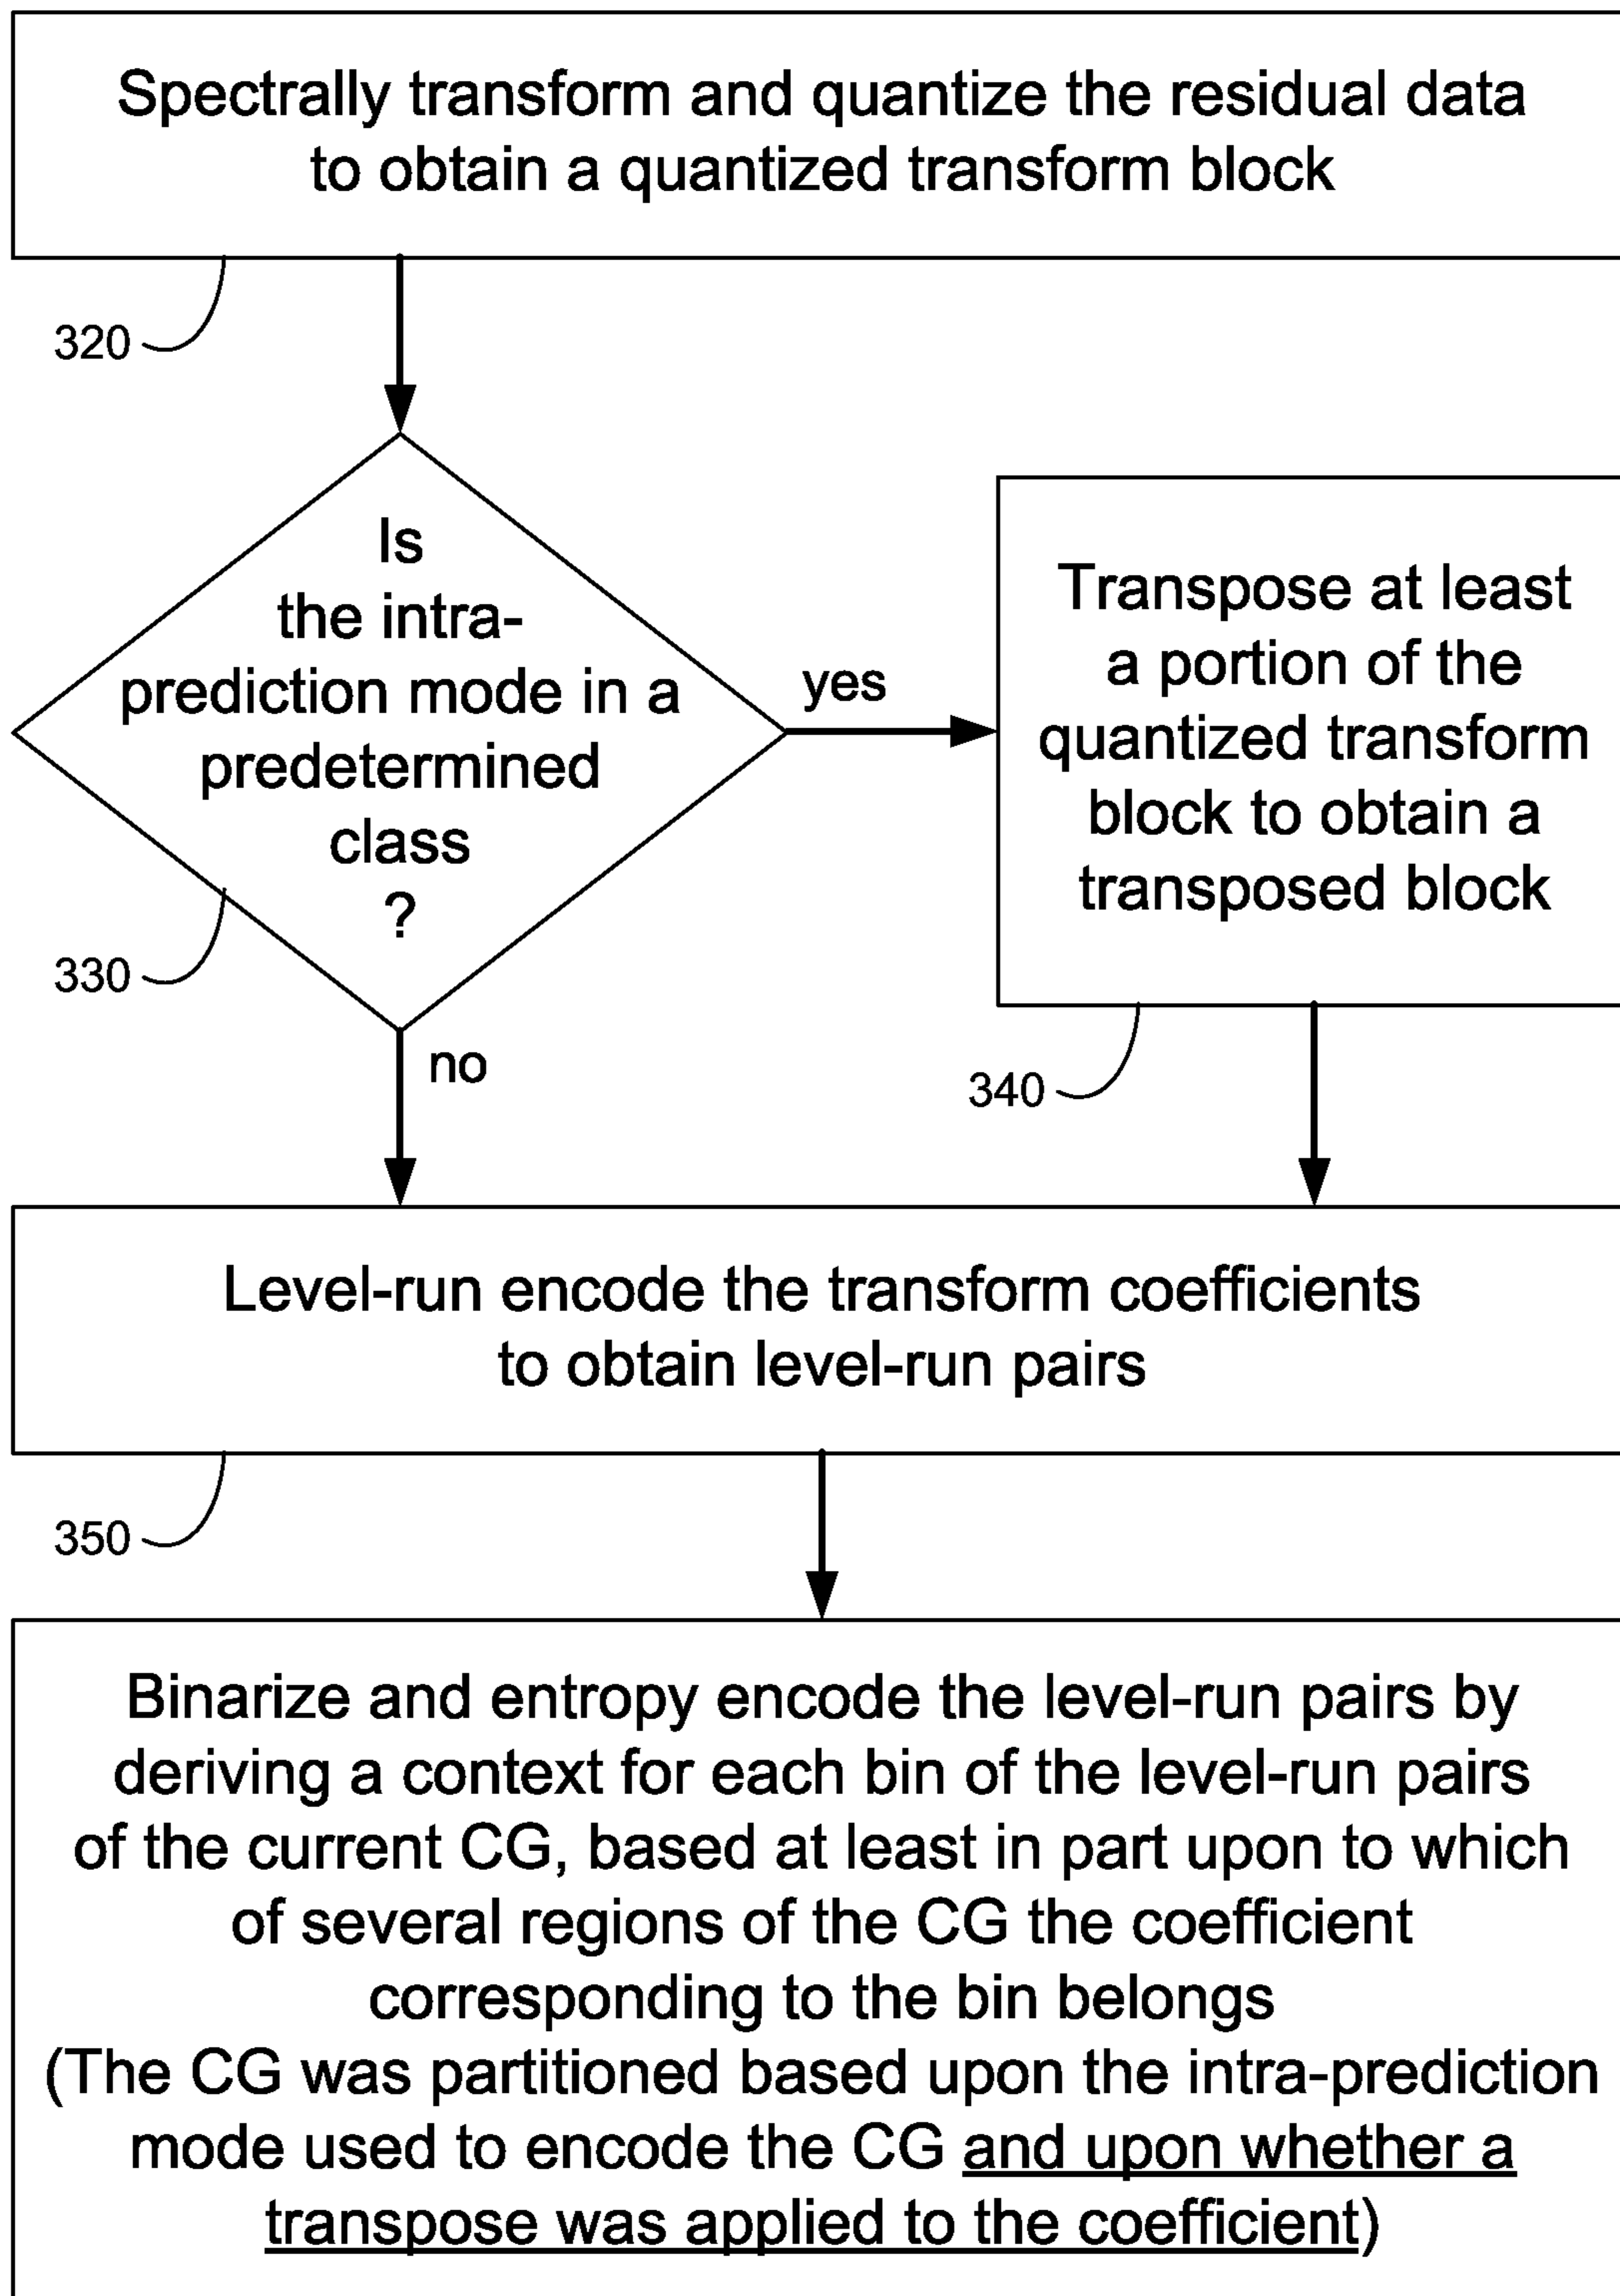 Spectrally transform and quantize the residual data
to obtain a quantized transform block
320
Is
the intra-
prediction mode in a
predetermined
class
?
330
yes
Transpose at least
a portion of the
quantized transform
block to obtain a
transposed block
340
no
Level-run encode the transform coefficients
to obtain level-run pairs
350
Binarize and entropy encode the level-run pairs by
deriving a context for each bin of the level-run pairs
of the current CG, based at least in part upon to which
of several regions of the CG the coefficient
corresponding to the bin belongs
(The CG was partitioned based upon the intra-prediction
mode used to encode the CG and upon whether a
transpose was applied to the coefficient)